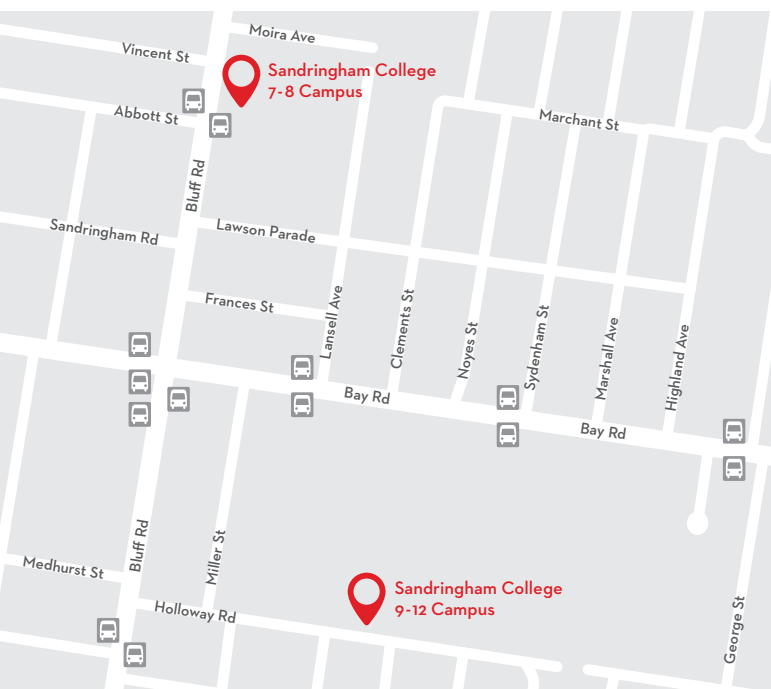 Moira Ave
Vincent St
Sandringham College
7-8 Campus
Abbott St
Marchant St
Bluff Rd
Sandringham Rd
Lawson Parade
Frances St
Lansell Ave
Clements St
Noyes St
Sydenham St
Marshall Ave
Highland Ave
Bay Rd
Bay Rd
Bluff Rd
Miller St
Medhurst St
Sandringham College
9-12 Campus
Holloway Rd
George St